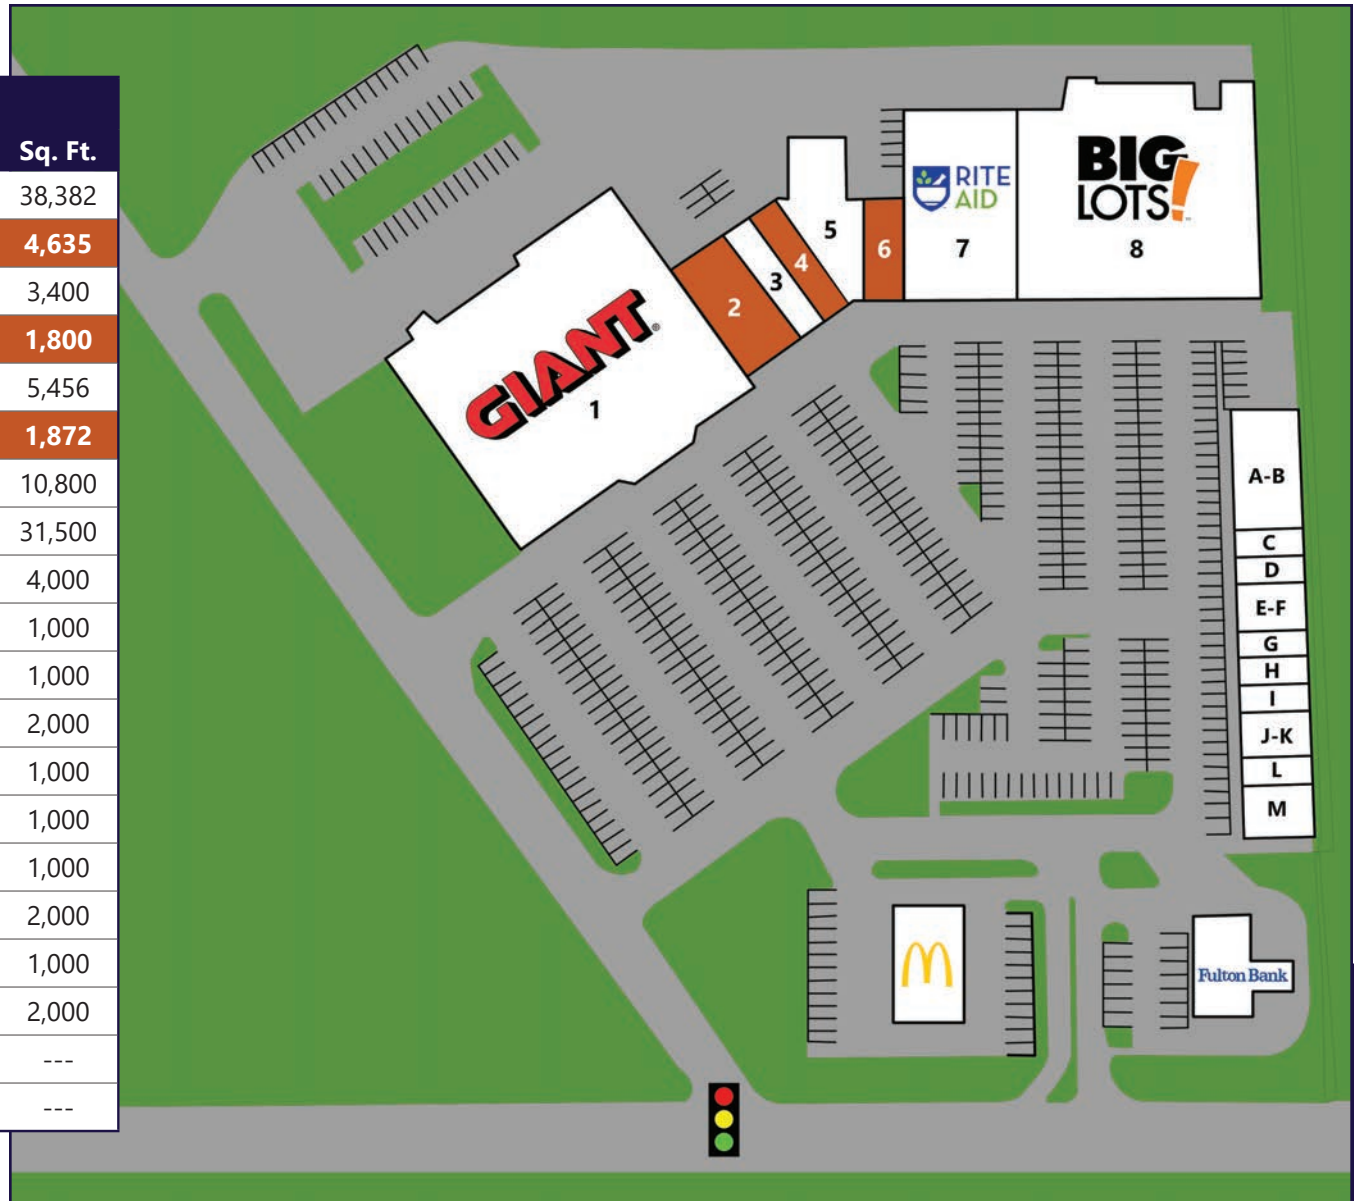 Sq. Ft.
38,382
4,635
3,400
1,800
5,456
1,872
10,800
31,500
4,000
1,000
1,000
2,000
1,000
1,000
1,000
2,000
1,000
2,000
---
---
GIANT
1
2
3
4
5
6
RITE
AID
7
BIG
LOTS!
8
A-B
C
D
E-F
G
H
I
J-K
L
M
Fulton Bank